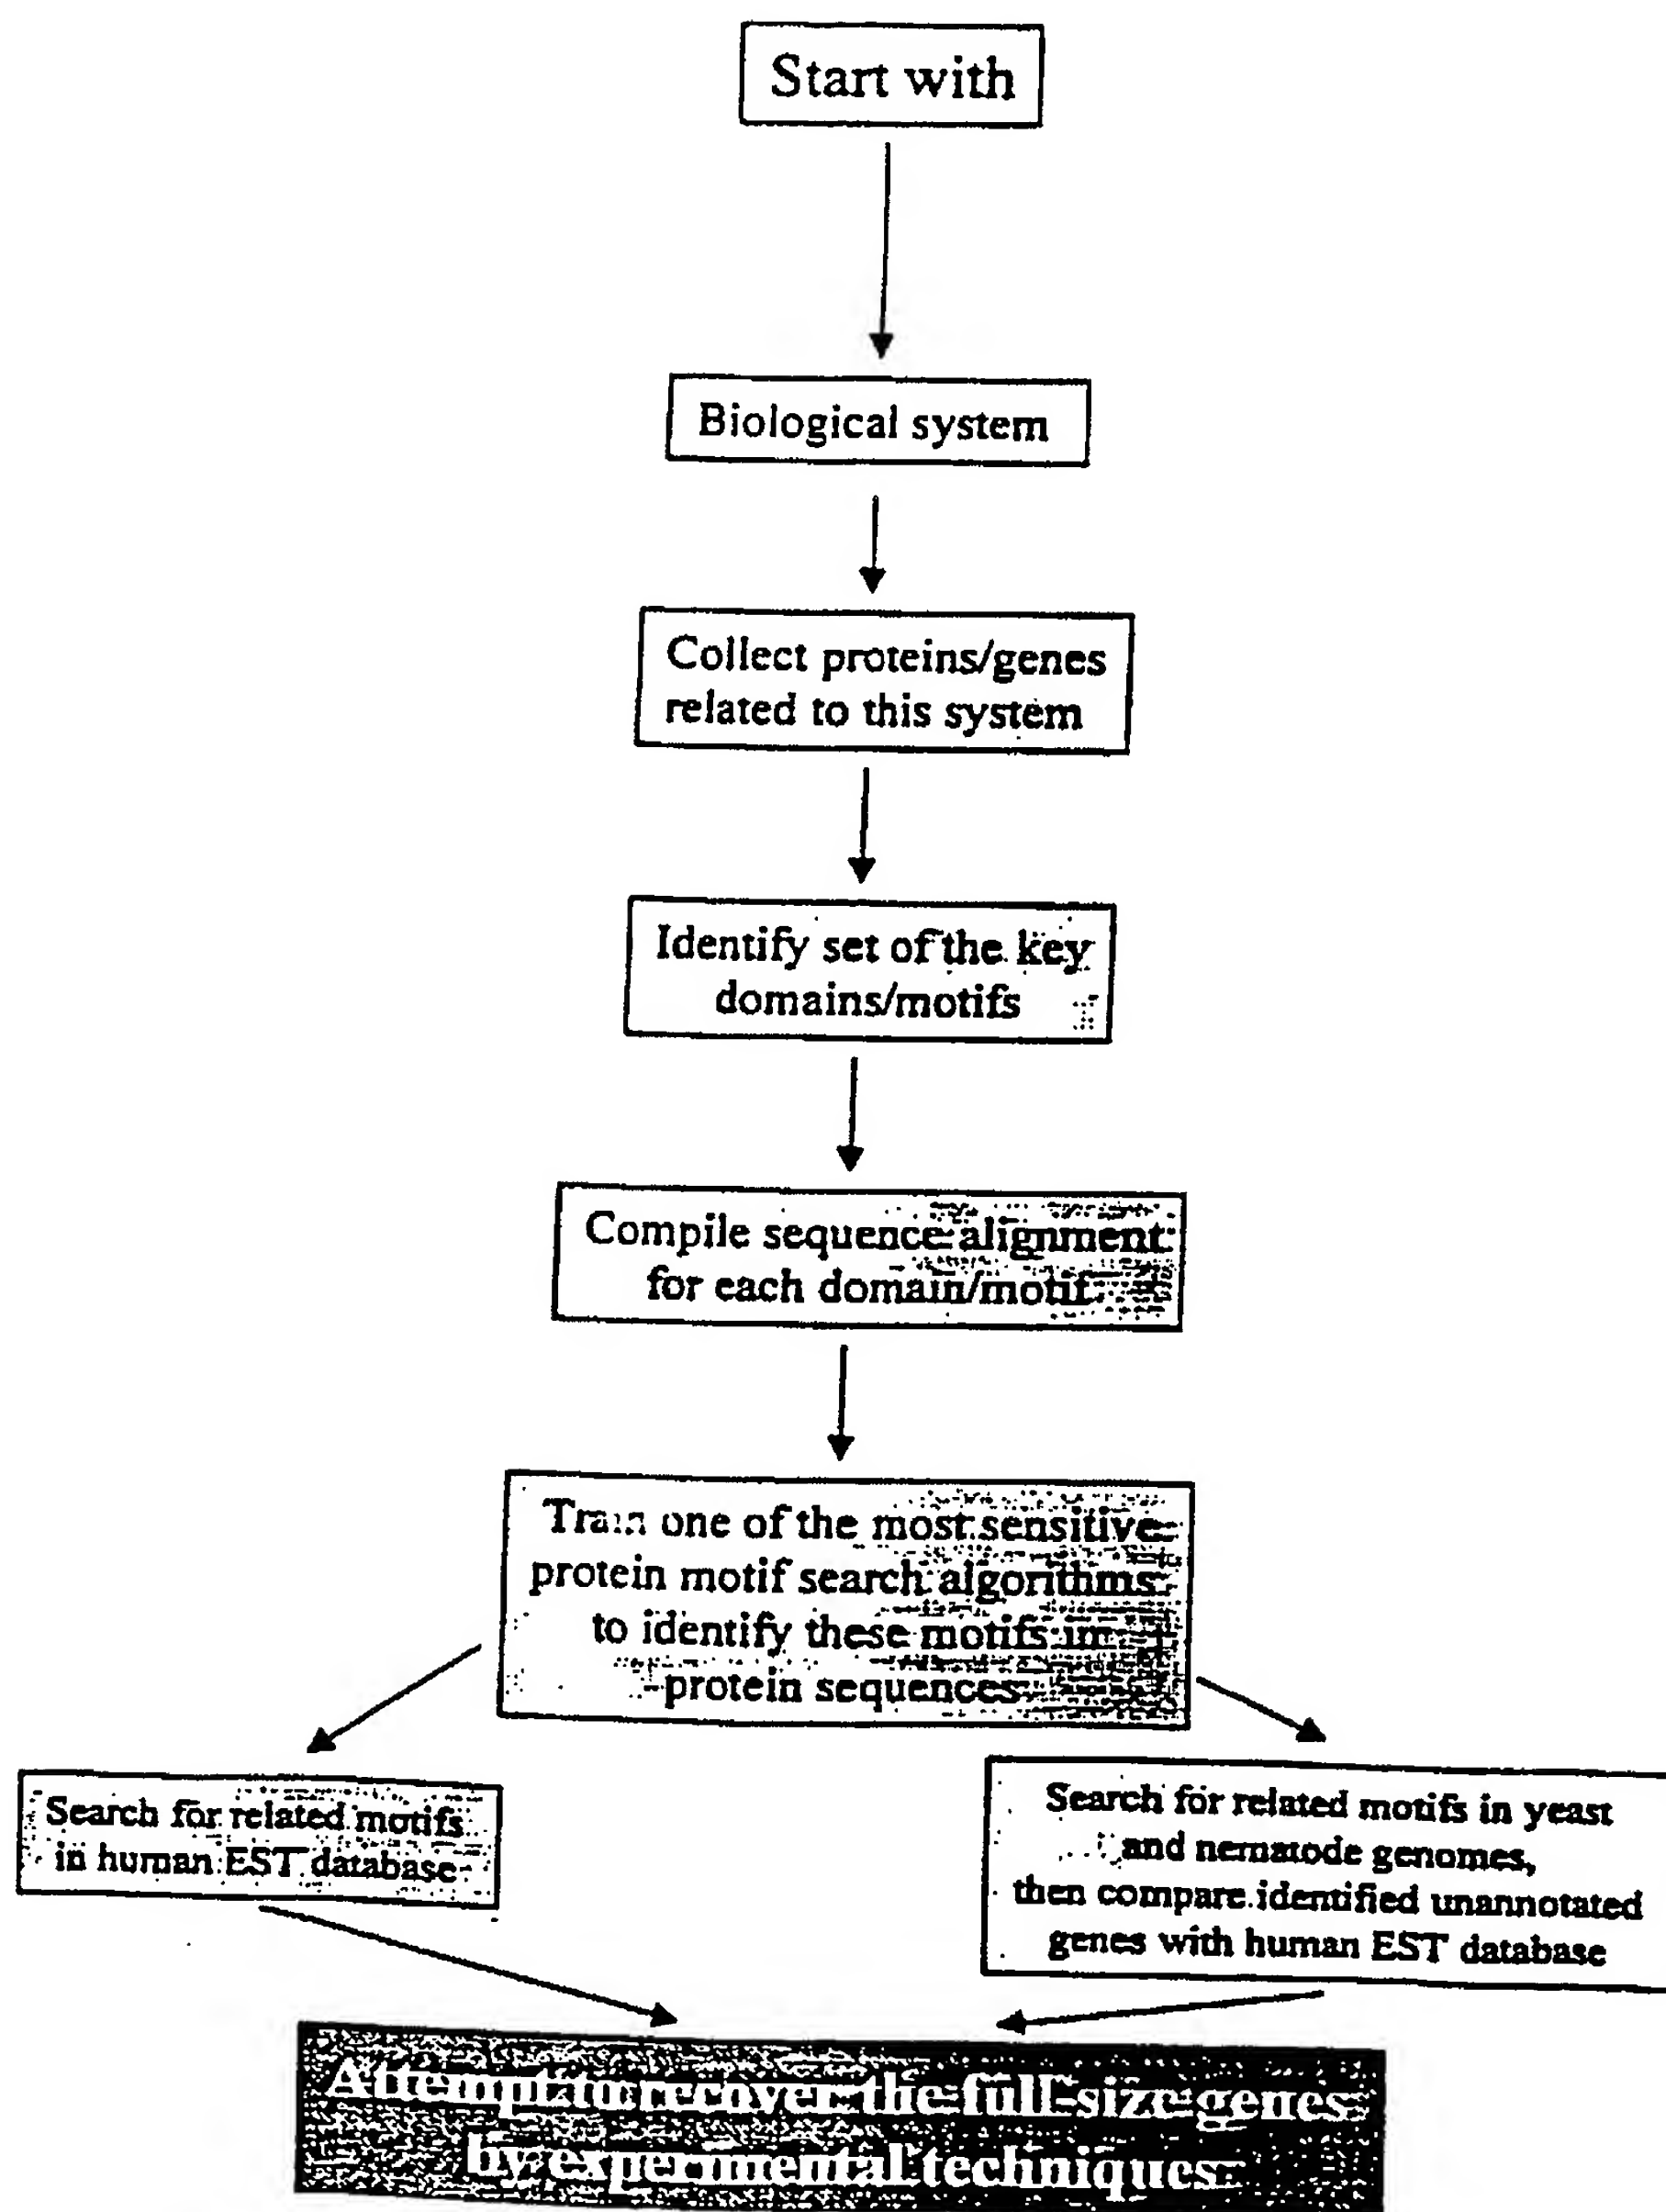 Start with
Biological system
Collect proteins/genes
related to this system
Identify set of the key
domains/motifs
Compile sequence alignment
for each domain/motif
Train one of the most sensitive
protein motif search algorithms
to identify these motifs in
protein sequences
Search for related motifs
in human EST database
Search for related motifs in yeast
and nematode genomes,
then compare identified unannotated
genes with human EST database
Attempt to recover the full-size genes
by experimental techniques